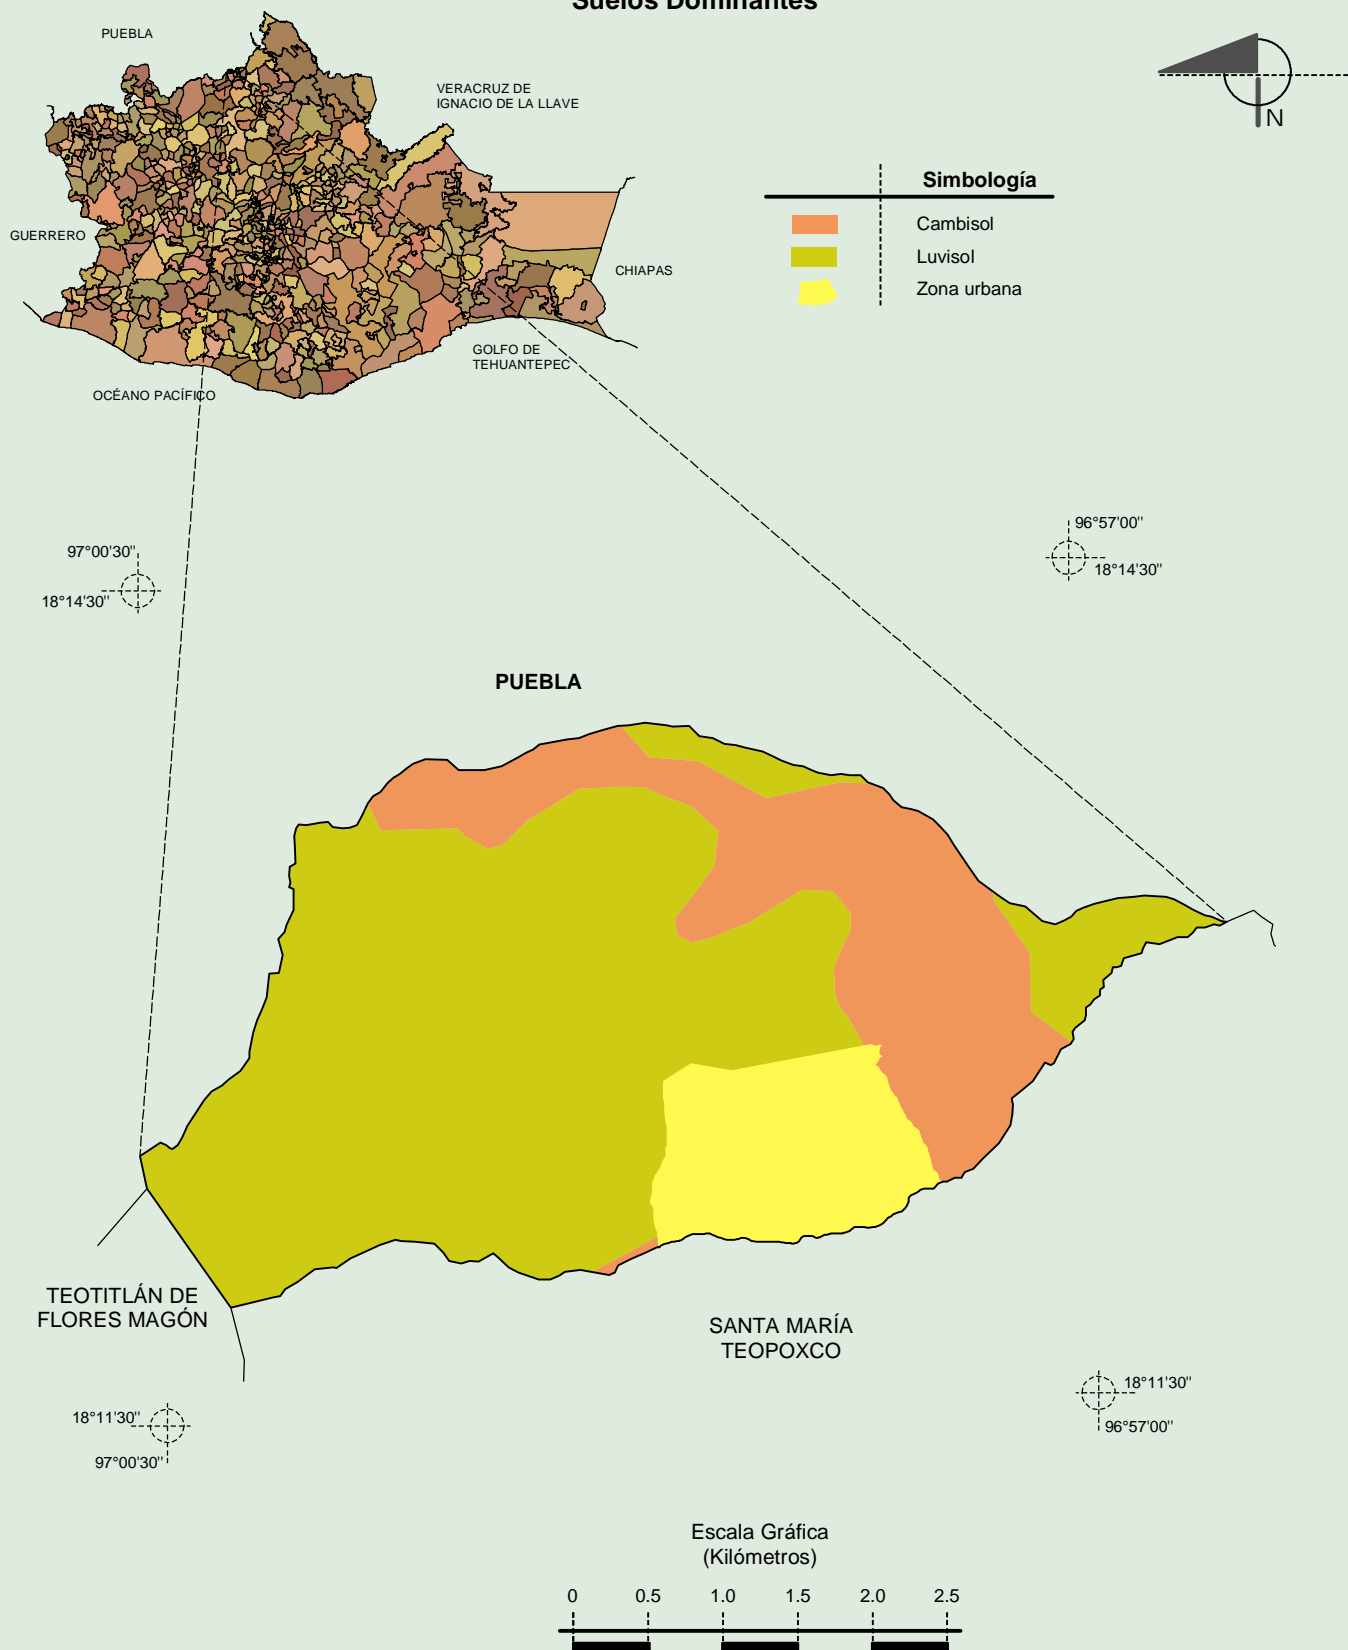 Suelos Dominantes
PUEBLA
VERACRUZ DE
IGNACIO DE LA LLAVE
N
Simbología
Cambisol
Luvisol
Zona urbana
GUERRERO
CHIAPAS
GOLFO DE
TEHUANTEPEC
OCÉANO PACÍFICO
96°57'00"
18°14'30"
97°00'30"
18°14'30"
PUEBLA
TEOTITLÁN DE
FLORES MAGÓN
SANTA MARÍA
TEOPOXCO
18°11'30"
96°57'00"
18°11'30"
97°00'30"
Escala Gráfica
(Kilómetros)
0 0.5 1.0 1.5 2.0 2.5